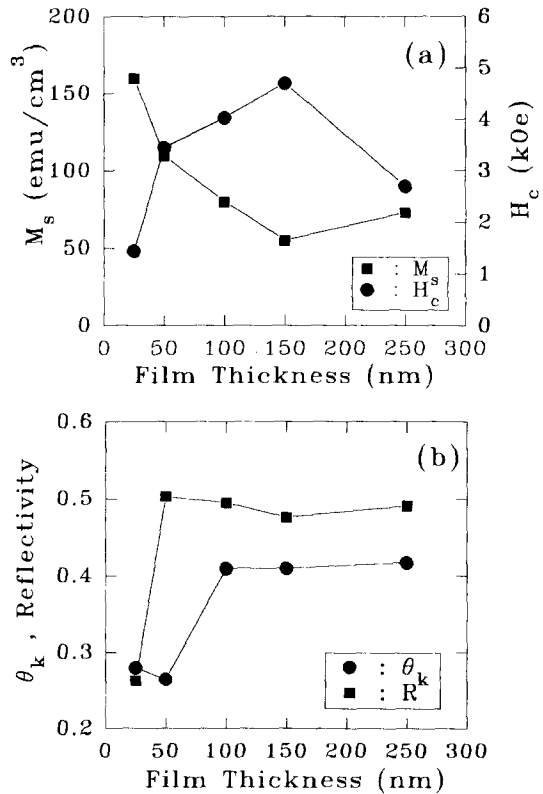 (a)
M_s (emu/cm^3)
200
150
100
50
0
H_c (kOe)
6
5
4
3
2
1
0
■ : M_s
● : H_c
0 50 100 150 200 250 300
Film Thickness (nm)
(b)
θ_k , Reflectivity
0.6
0.5
0.4
0.3
0.2
● : θ_k
■ : R
0 50 100 150 200 250 300
Film Thickness (nm)